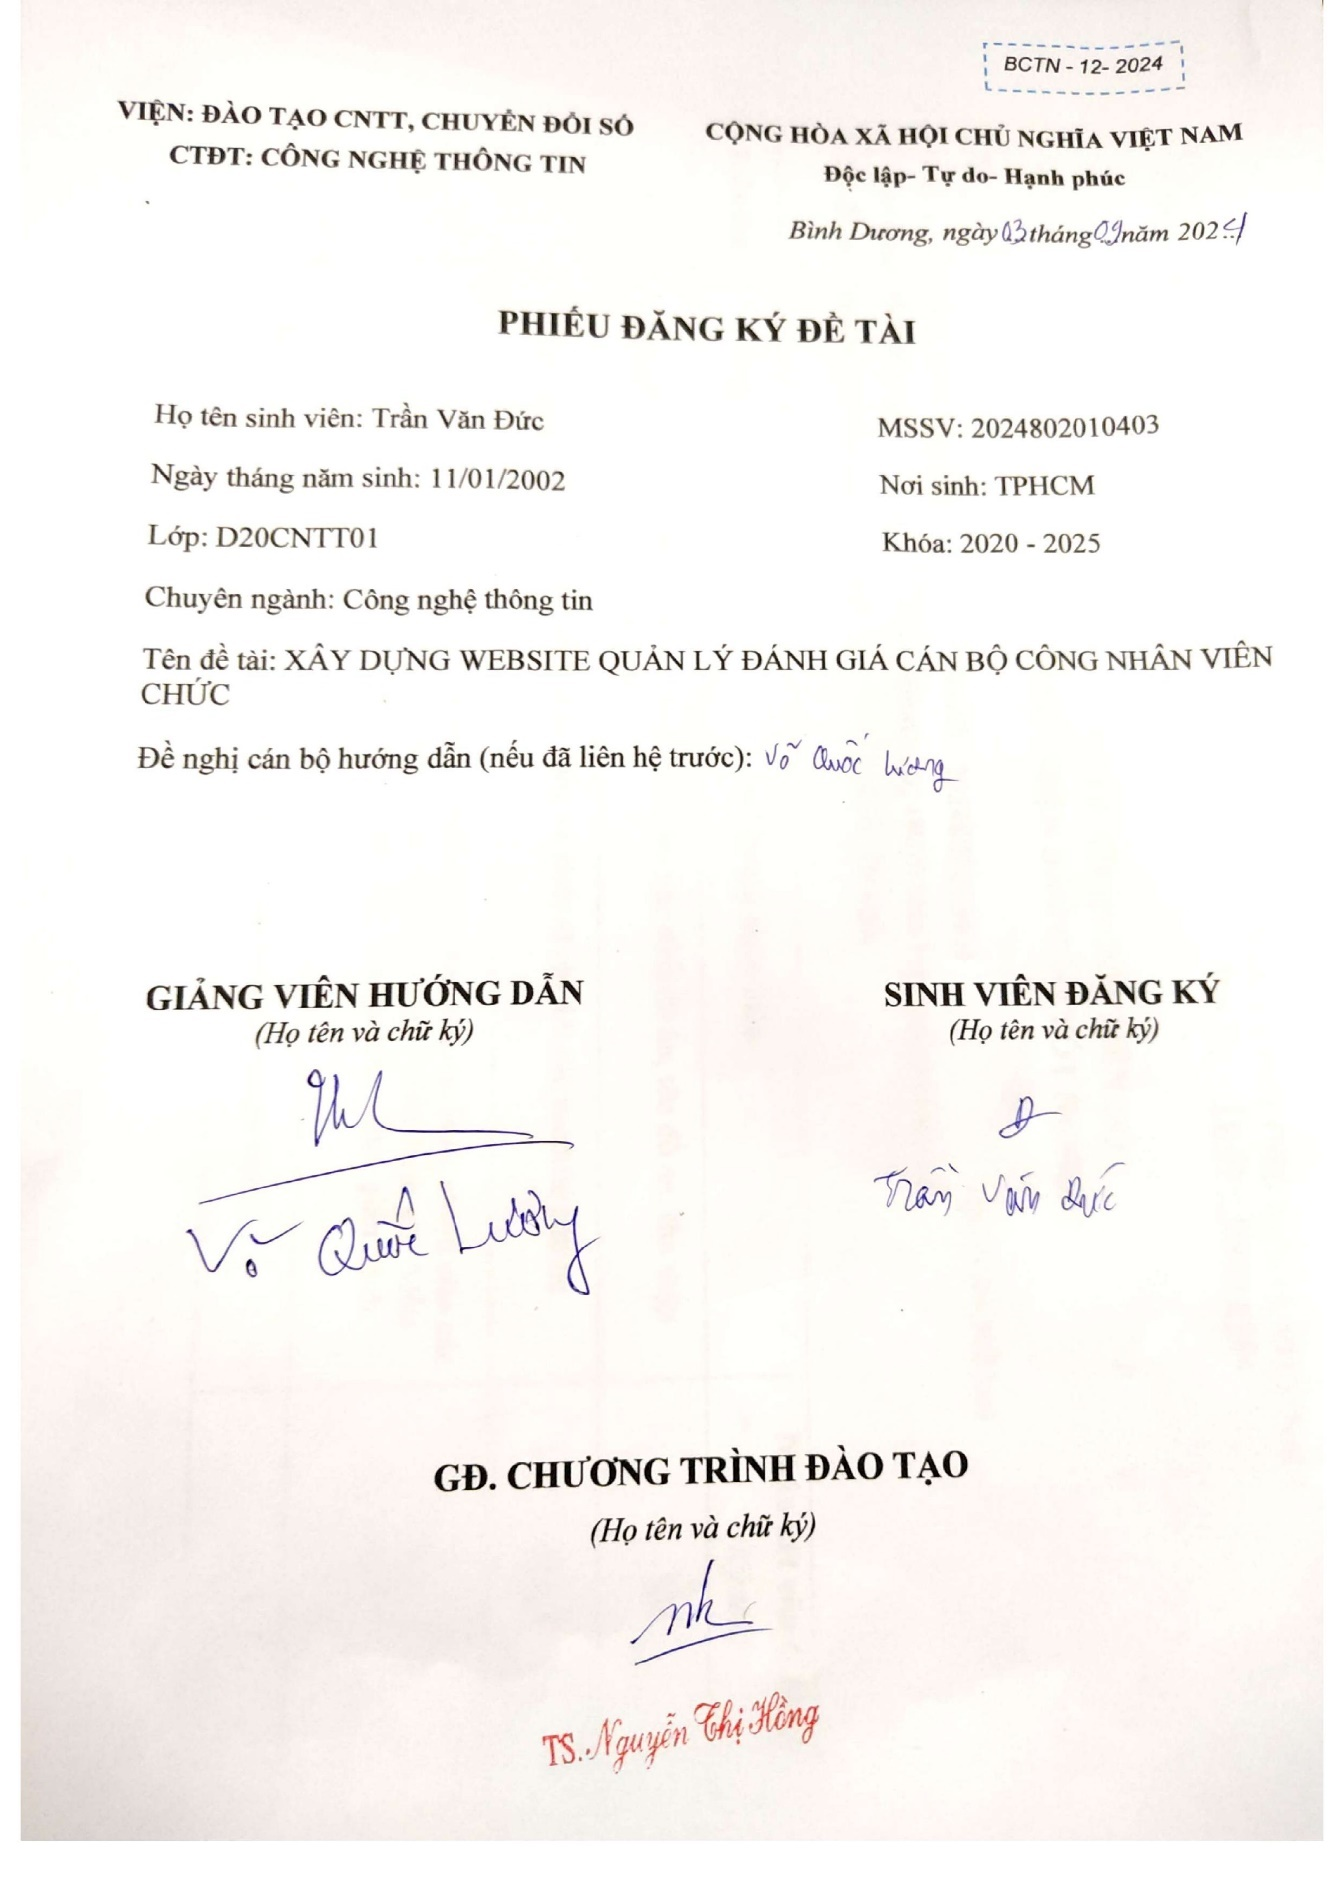 BCTN - 12- 2024
VIỆN: ĐÀO TẠO CNTT, CHUYỂN ĐỔI SỐ
CỘNG HÒA XÃ HỘI CHỦ NGHĨA VIỆT NAM
CTĐT: CÔNG NGHỆ THÔNG TIN
Độc lập- Tự do- Hạnh phúc
Bình Dương, ngày 03 tháng 09 năm 2024
PHIẾU ĐĂNG KÝ ĐỀ TÀI
Họ tên sinh viên: Trần Văn Đức
MSSV: 2024802010403
Ngày tháng năm sinh: 11/01/2002
Nơi sinh: TPHCM
Lớp: D20CNTT01
Khóa: 2020 - 2025
Chuyên ngành: Công nghệ thông tin
Tên đề tài: XÂY DỰNG WEBSITE QUẢN LÝ ĐÁNH GIÁ CÁN BỘ CÔNG NHÂN VIÊN
CHỨC
Đề nghị cán bộ hướng dẫn (nếu đã liên hệ trước): Võ Quốc Lương
GIẢNG VIÊN HƯỚNG DẪN
SINH VIÊN ĐĂNG KÝ
(Họ tên và chữ ký)
(Họ tên và chữ ký)
Trần Văn Đức
Võ Quốc Lương
GĐ. CHƯƠNG TRÌNH ĐÀO TẠO
(Họ tên và chữ ký)
TS. Nguyễn Thị Hồng